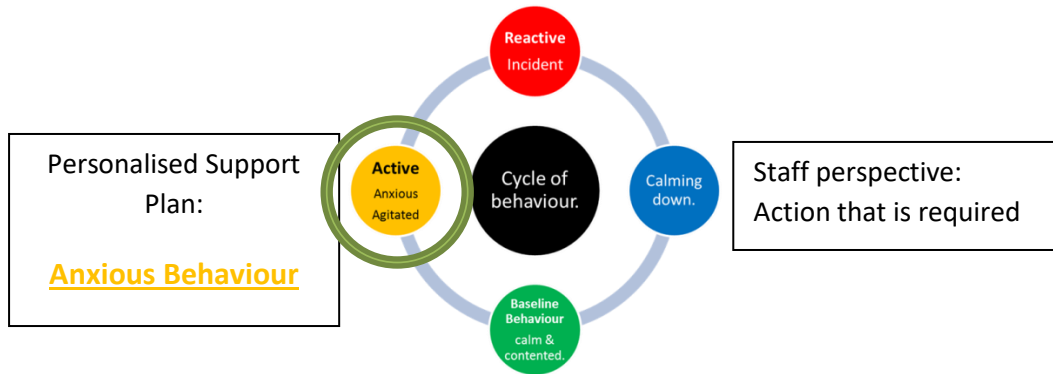 Personalised Support
Plan:
Anxious Behaviour
Reactive
Incident
Active
Anxious
Agitated
Cycle of
behaviour.
Calming
down.
Baseline
Behaviour
calm &
contented.
Staff perspective:
Action that is required